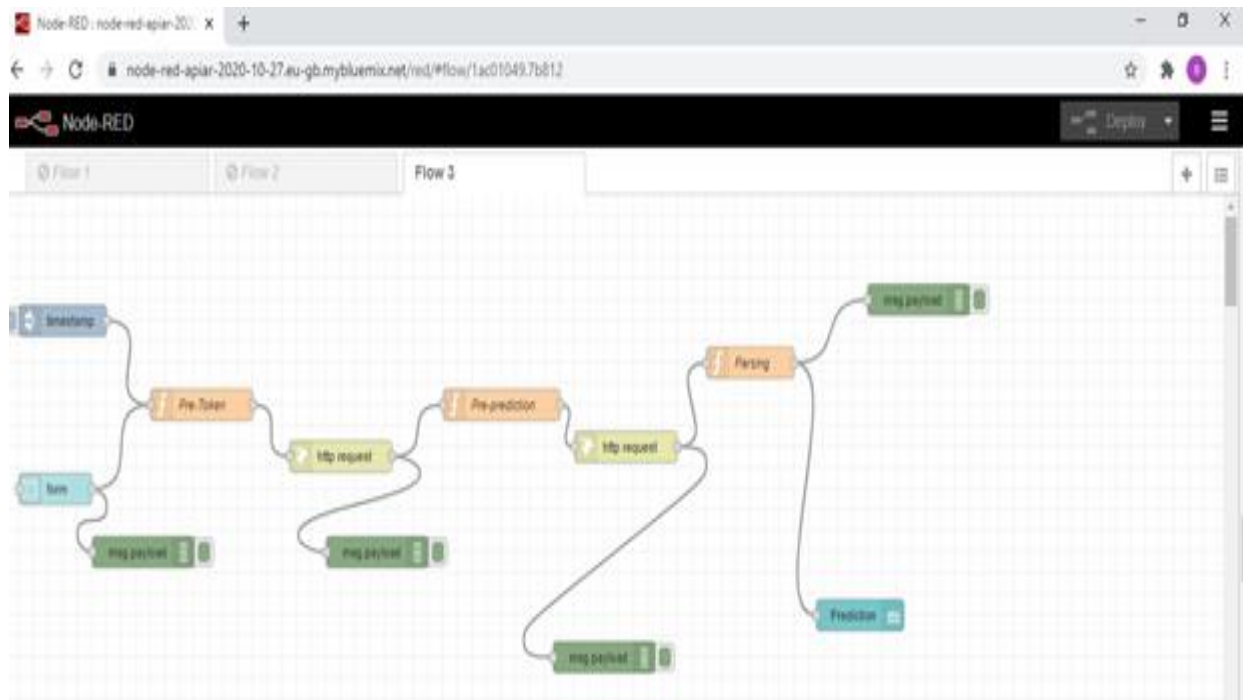 Node-RED : node-red-apiar-202
node-red-apiar-2020-10-27.eu-gb.mybluemix.net/red/#flow/1ac01049.7b812
Node-RED
Deploy
Flow 1
Flow 2
Flow 3
msg.payload
timestamp
Parsing
Pre-Token
Pre-prediction
http request
http request
form
msg.payload
msg.payload
Prediction
msg.payload